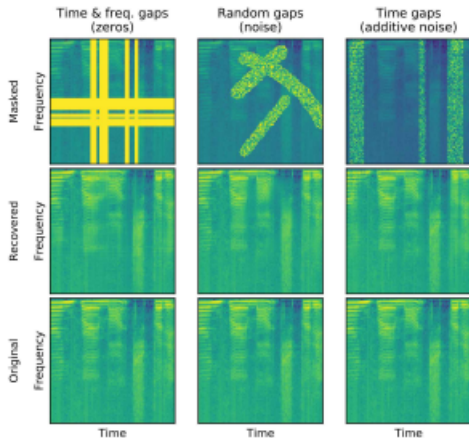 Time & freq. gaps
(zeros)
Random gaps
(noise)
Time gaps
(additive noise)
Masked
Frequency
Recovered
Frequency
Original
Frequency
Time
Time
Time